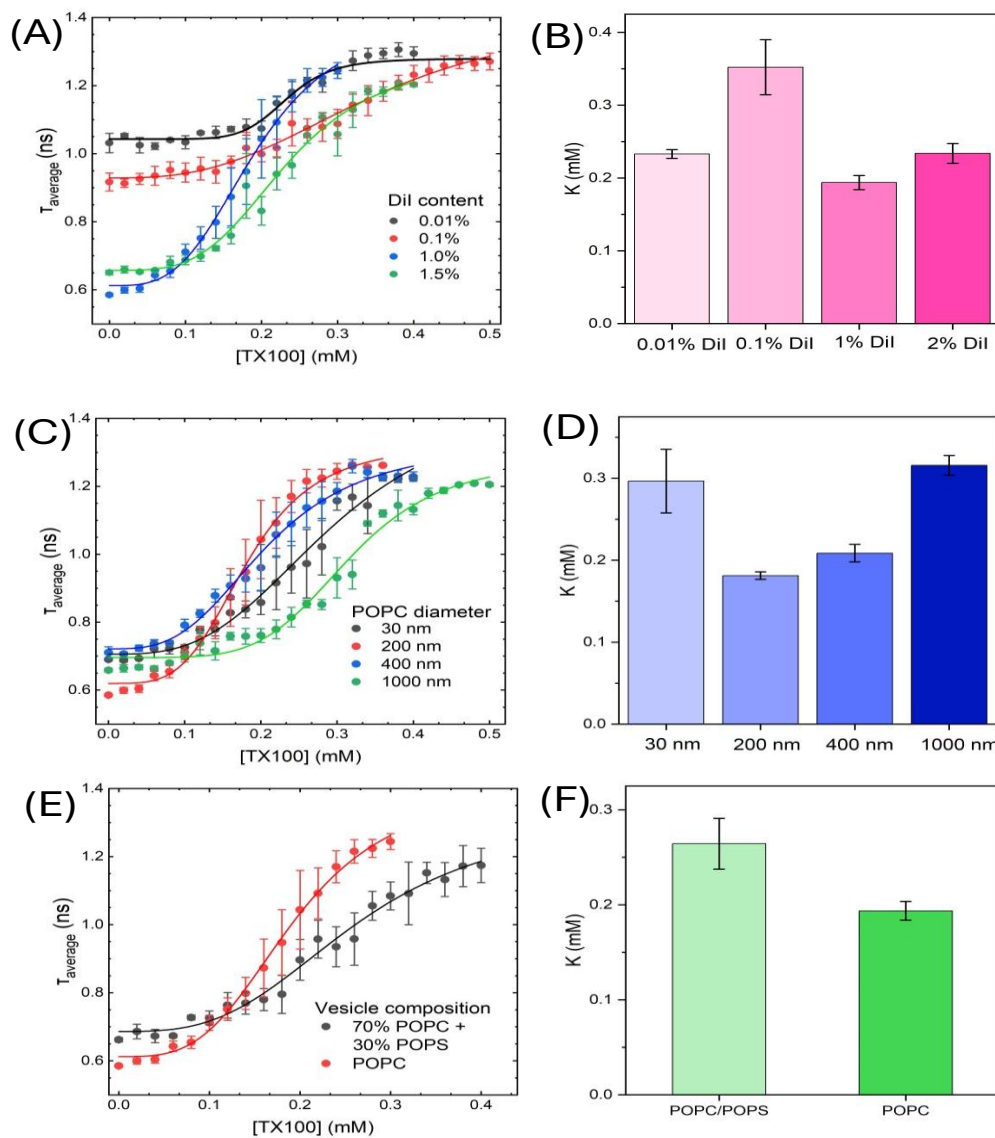 (A)
1.4
1.2
1.0
0.8
0.6
τaverage (ns)
DiI content
0.01%
0.1%
1.0%
1.5%
0.0 0.1 0.2 0.3 0.4 0.5
[TX100] (mM)
(B)
0.4
0.3
0.2
0.1
0.0
K (mM)
0.01% DiI 0.1% DiI 1% DiI 2% DiI
(C)
1.4
1.2
1.0
0.8
0.6
τaverage (ns)
POPC diameter
30 nm
200 nm
400 nm
1000 nm
0.0 0.1 0.2 0.3 0.4 0.5
[TX100] (mM)
(D)
0.3
0.2
0.1
0.0
K (mM)
30 nm 200 nm 400 nm 1000 nm
(E)
1.4
1.2
1.0
0.8
0.6
τaverage (ns)
Vesicle composition
70% POPC +
30% POPS
POPC
0.0 0.1 0.2 0.3 0.4
[TX100] (mM)
(F)
0.3
0.2
0.1
0.0
K (mM)
POPC/POPS POPC